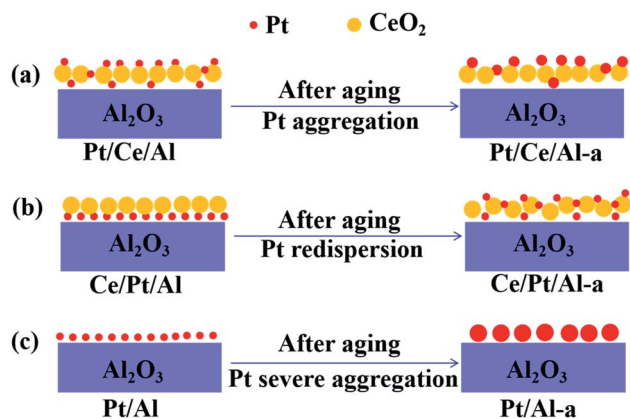 Pt CeO₂
(a)
Al₂O₃
Pt/Ce/Al
After aging
Pt aggregation
Al₂O₃
Pt/Ce/Al-a
(b)
Al₂O₃
Ce/Pt/Al
After aging
Pt redispersion
Al₂O₃
Ce/Pt/Al-a
(c)
Al₂O₃
Pt/Al
After aging
Pt severe aggregation
Al₂O₃
Pt/Al-a